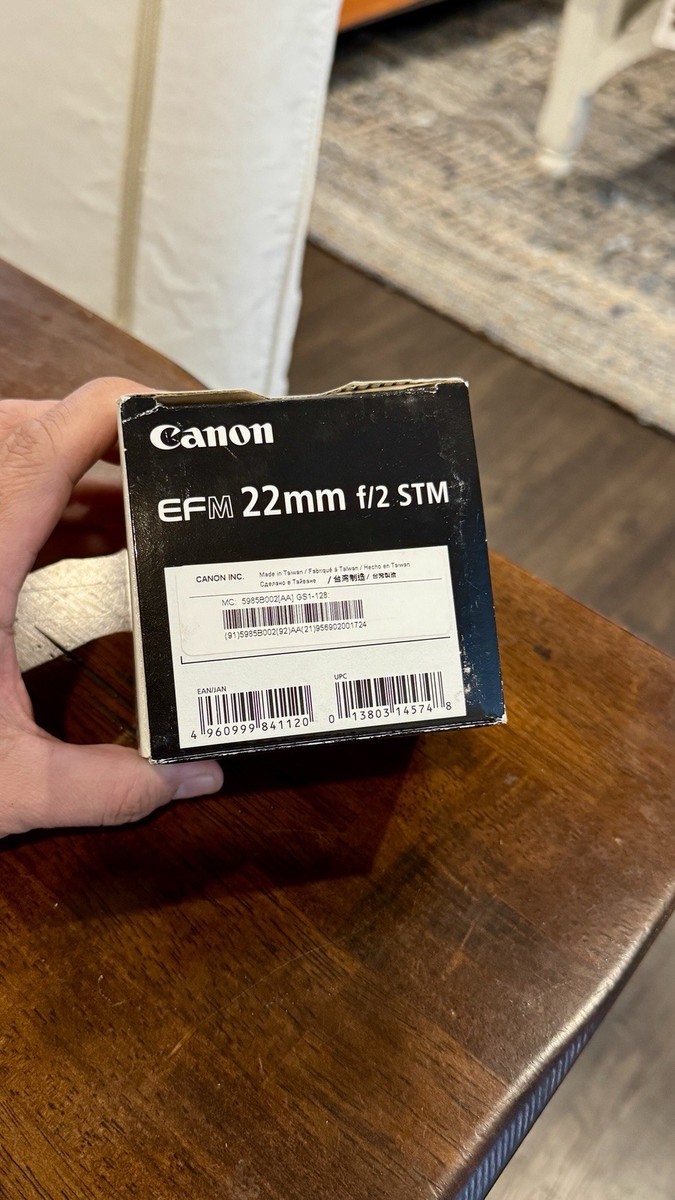 Canon
EFM 22mm f/2 STM
CANON INC.
Made in Taiwan / Fabriqué à Taïwan / Hecho en Taiwan
Сделано в Тайване / 台湾制造 / 台灣製造
MC: 5985B002[AA] GS1-128:
(91)5985B002(92)AA(21)956902001724
EAN/JAN
4 960999 841120
UPC
0 13803 14574 8